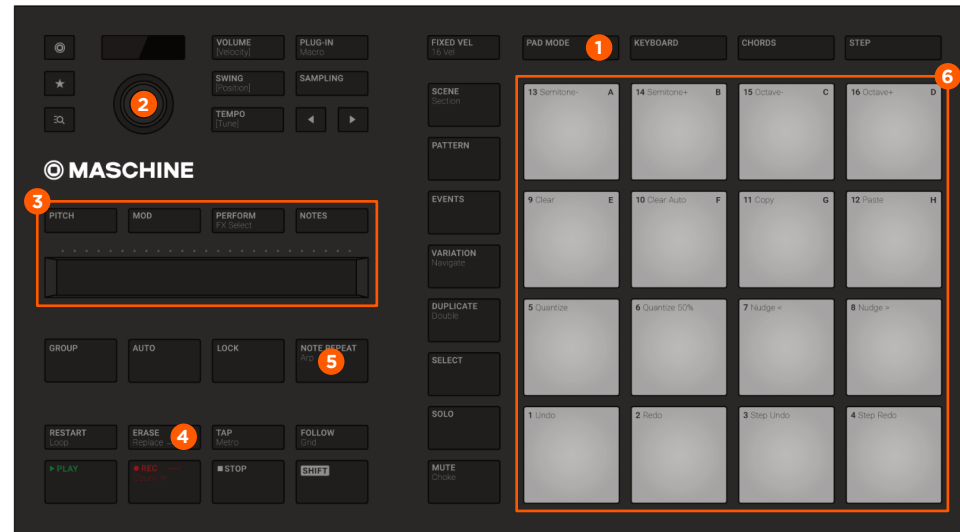 VOLUME
[Velocity]
PLUG-IN
Macro
SWING
[Position]
SAMPLING
TEMPO
[Tune]
2
MASCHINE
3
PITCH
MOD
PERFORM
FX Select
NOTES
GROUP
AUTO
LOCK
NOTE REPEAT
Arp
5
RESTART
Loop
ERASE
Replace
4
TAP
Metro
FOLLOW
Grid
PLAY
REC
STOP
SHIFT
FIXED VEL
16 Vel
SCENE
Section
PATTERN
EVENTS
VARIATION
Navigate
DUPLICATE
Double
SELECT
SOLO
MUTE
Choke
PAD MODE
1
KEYBOARD
CHORDS
STEP
6
13 Semitone- A
14 Semitone+ B
15 Octave- C
16 Octave+ D
9 Clear E
10 Clear Auto F
11 Copy G
12 Paste H
5 Quantize
6 Quantize 50%
7 Nudge <
8 Nudge >
1 Undo
2 Redo
3 Step Undo
4 Step Redo